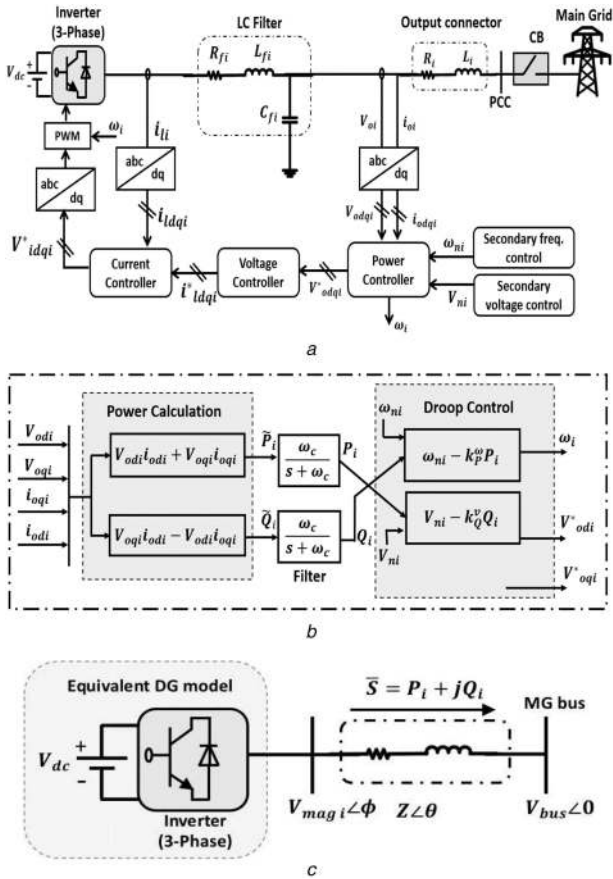 Inverter
(3-Phase)
LC Filter
Output connector
Main Grid
V_dc
+
-
R_fi
L_fi
C_fi
R_i
L_i
CB
PCC
PWM
ω_i
i_li
V_oi
i_oi
abc
dq
abc
dq
abc
dq
i_ldqi
V_odqi
i_odqi
V*_idqi
Current
Controller
i*_ldqi
Voltage
Controller
V*_odqi
Power
Controller
ω_ni
Secondary freq.
control
V_ni
Secondary
voltage control
ω_i
a
Power Calculation
Droop Control
V_odi
V_oqi
i_oqi
i_odi
V_odi i_odi + V_oqi i_oqi
V_oqi i_odi − V_odi i_oqi
P̃_i
Q̃_i
ω_c
s + ω_c
ω_c
s + ω_c
Filter
P_i
Q_i
ω_ni
ω_ni − k_P^ω P_i
V_ni − k_Q^v Q_i
V_ni
ω_i
V*_odi
V*_oqi
b
Equivalent DG model
V_dc
+
-
Inverter
(3-Phase)
S̅ = P_i + jQ_i
MG bus
V_mag i∠ϕ
Z∠θ
V_bus∠0
c